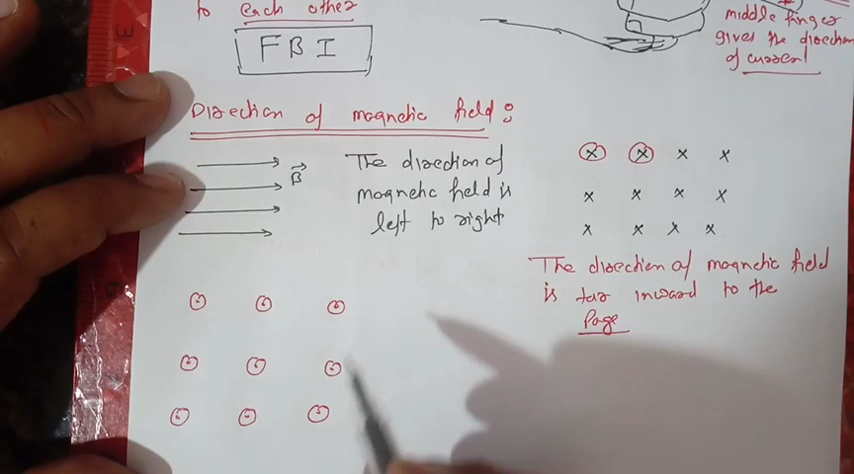 to each other
FBI
middle finger
gives the direction
of current
Direction of magnetic field :
B
The direction of
magnetic field is
left to right
x x x x
x x x x
x x x x
The direction of magnetic field
is inward to the
Page